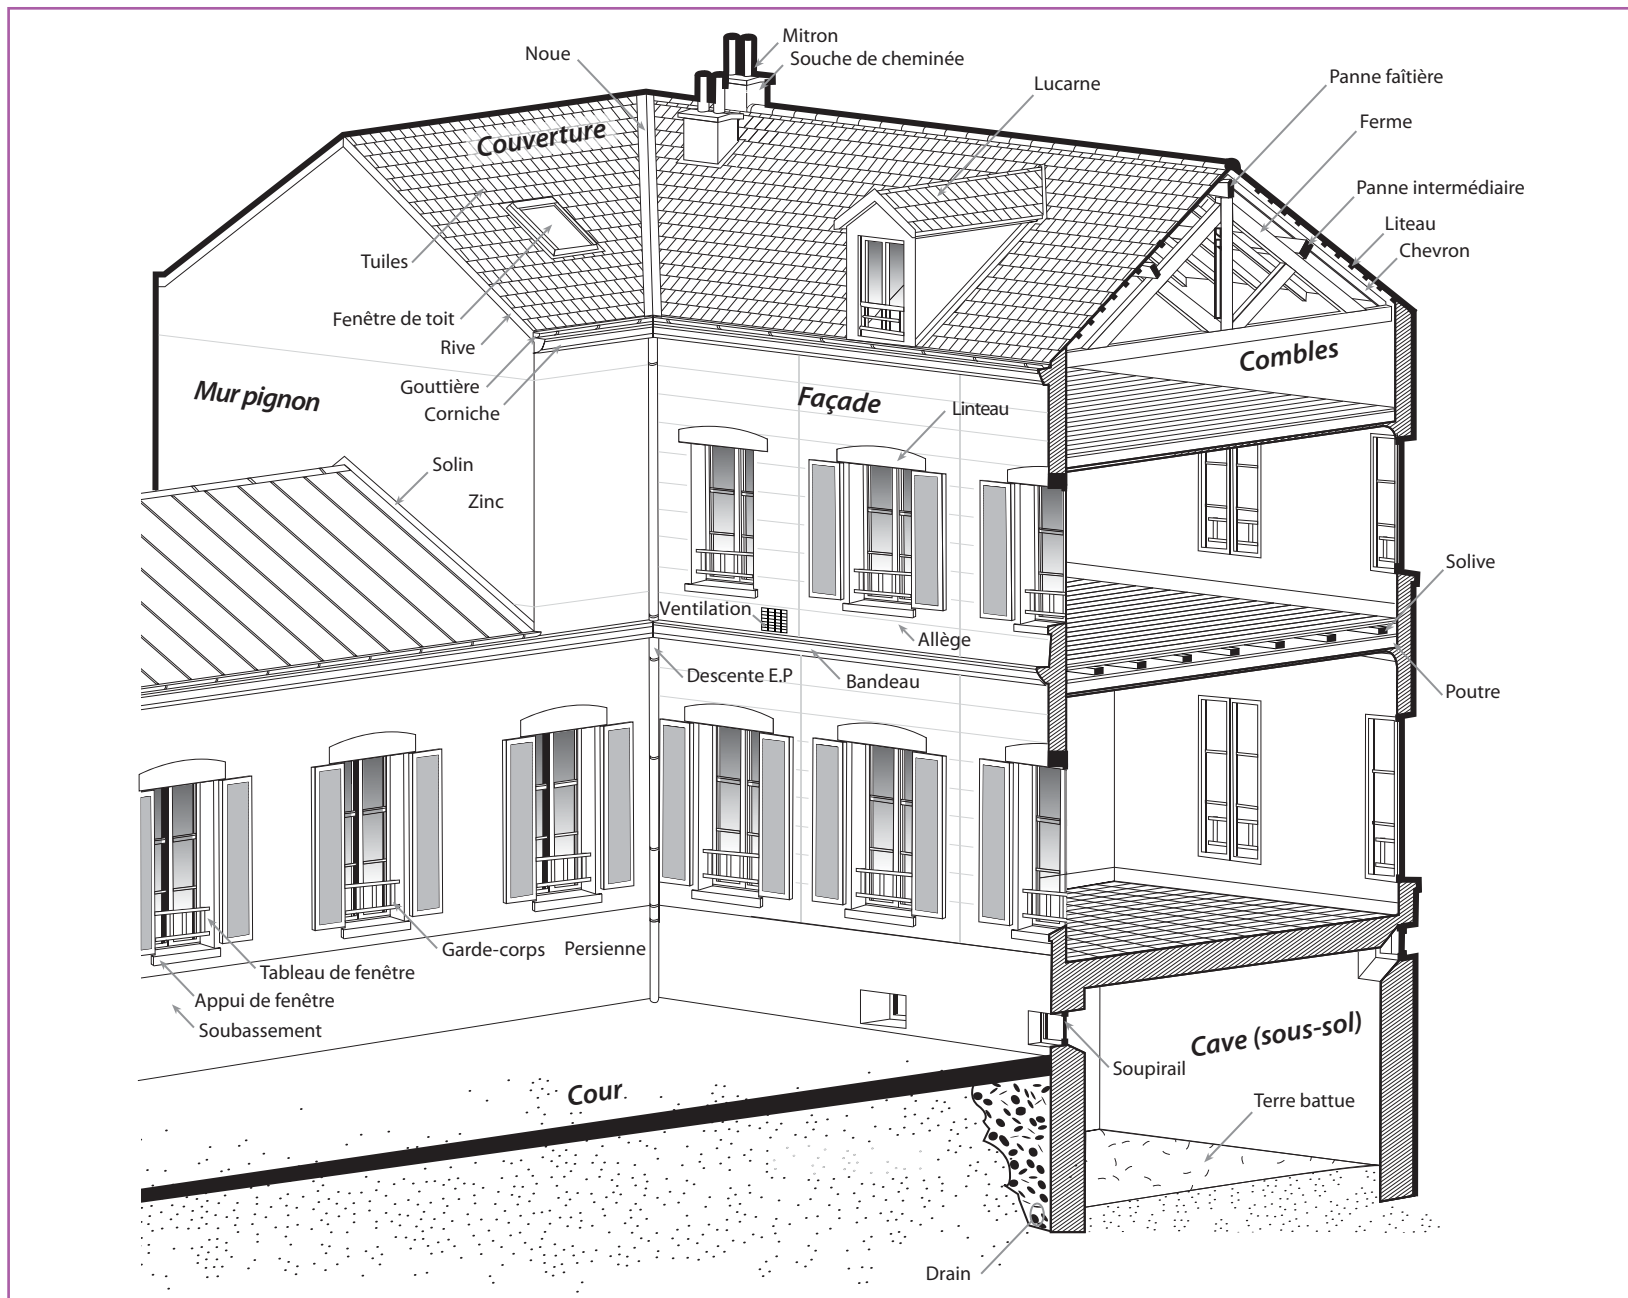 Mitron
Noue
Souche de cheminée
Panne faîtière
Lucarne
Ferme
Couverture
Panne intermédiaire
Liteau
Chevron
Tuiles
Fenêtre de toit
Rive
Combles
Gouttière
Mur pignon
Façade
Linteau
Corniche
Solin
Zinc
Solive
Ventilation
Allège
Descente E.P
Bandeau
Poutre
Garde-corps
Persienne
Tableau de fenêtre
Appui de fenêtre
Soubassement
Cave (sous-sol)
Soupirail
Cour
Terre battue
Drain